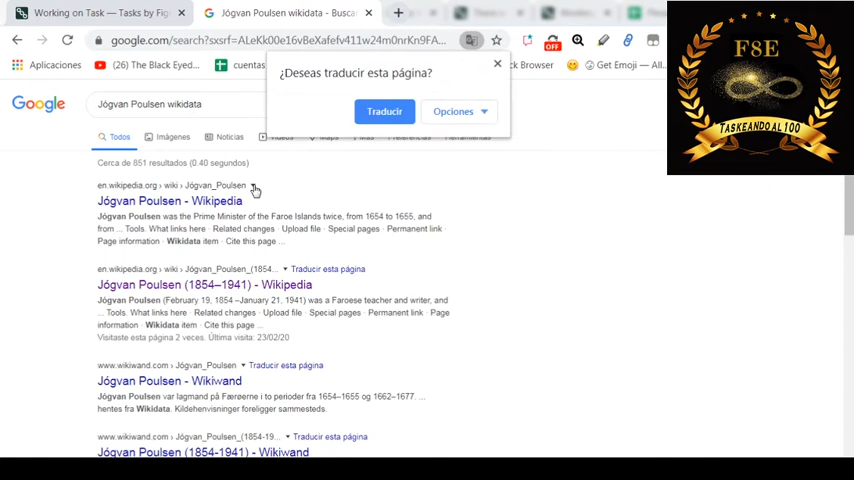 Working on Task — Tasks by Fig
Jógvan Poulsen wikidata - Busca
google.com/search?sxsrf=ALeKk00e16vBeXafefv411w24m0nrKn9FA...
OFF
Aplicaciones
(26) The Black Eyed...
cuentas
ck Browser
Get Emoji — All...
¿Deseas traducir esta página?
Traducir
Opciones
F8E
TASKEANDO AL 100
Google
Jógvan Poulsen wikidata
Todos
Imágenes
Noticias
Videos
Maps
Preferencias
Herramientas
Cerca de 851 resultados (0.40 segundos)
en.wikipedia.org › wiki › Jógvan_Poulsen
Jógvan Poulsen - Wikipedia
Jógvan Poulsen was the Prime Minister of the Faroe Islands twice, from 1654 to 1655, and
from ... Tools. What links here · Related changes · Upload file · Special pages · Permanent link ·
Page information · Wikidata item · Cite this page ...
en.wikipedia.org › wiki › Jógvan_Poulsen_(1854... Traducir esta página
Jógvan Poulsen (1854–1941) - Wikipedia
Jógvan Poulsen (February 19, 1854 –January 21, 1941) was a Faroese teacher and writer, and
... Tools. What links here · Related changes · Upload file · Special pages · Permanent link · Page
information · Wikidata item · Cite this page ...
Visitaste esta página 2 veces. Última visita: 23/02/20
www.wikiwand.com › Jógvan_Poulsen Traducir esta página
Jógvan Poulsen - Wikiwand
Jógvan Poulsen var lagmand på Færøerne i to perioder fra 1654–1655 og 1662–1677. ...
hentes fra Wikidata. Kildehenvisninger foreligger sammesteds.
www.wikiwand.com › Jógvan_Poulsen_(1854-19... Traducir esta página
Jógvan Poulsen (1854-1941) - Wikiwand